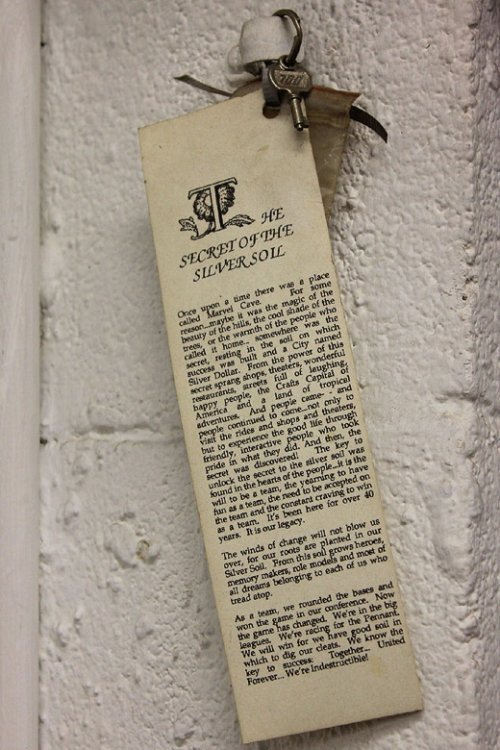 700
THE
SECRET OF THE
SILVER SOIL
Once upon a time there was a place
called Marvel Cave. For some
reason...maybe it was the magic of the
beauty of the hills, the cool shade of the
trees, or the warmth of the people who
called it home... somewhere was the
secret, resting in the soil on which
success was built and a City named
Silver Dollar. From the power of this
secret sprang shops, theaters, wonderful
restaurants, streets full of laughing,
happy people, the Crafts Capital of
America and a land of tropical
adventures. And people came- - and
people continued to come...not only to
visit the rides and shops and theaters,
but to experience the good life through
friendly, interactive people who took
pride in what they did. And then, the
secret was discovered! The key to
unlock the secret to the silver soil was
found in the hearts of the people...it is the
will to be a team, the yearning to have
fun as a team, the need to be accepted on
the team and the constant craving to win
as a team. It's been here for over 40
years. It is our legacy.
The winds of change will not blow us
over, for our roots are planted in our
Silver Soil. From this soil grows heroes,
memory makers, role models and most of
all dreams belonging to each of us who
tread atop.
As a team, we rounded the bases and
won the game in our conference. Now
the game has changed. We're in the big
leagues. We're racing for the Pennant.
We will win for we have good soil in
which to dig our cleats. We know the
key to success: Together... United
Forever... We're Indestructible!